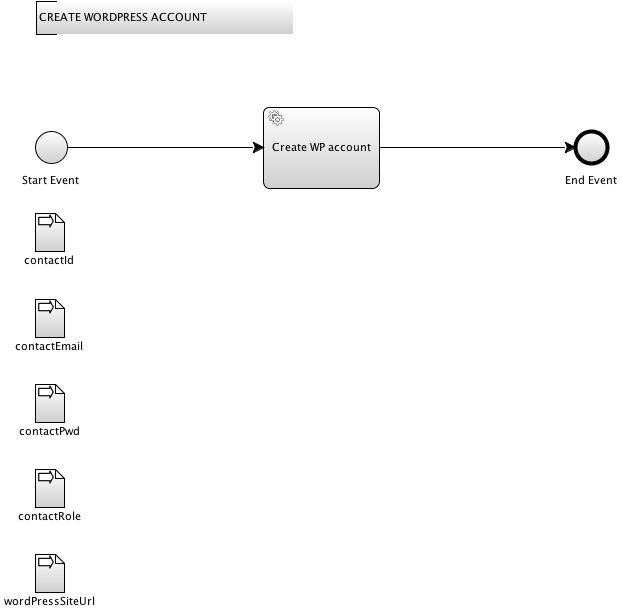 CREATE WORDPRESS ACCOUNT
Create WP account
Start Event
End Event
contactId
contactEmail
contactPwd
contactRole
wordPressSiteUrl